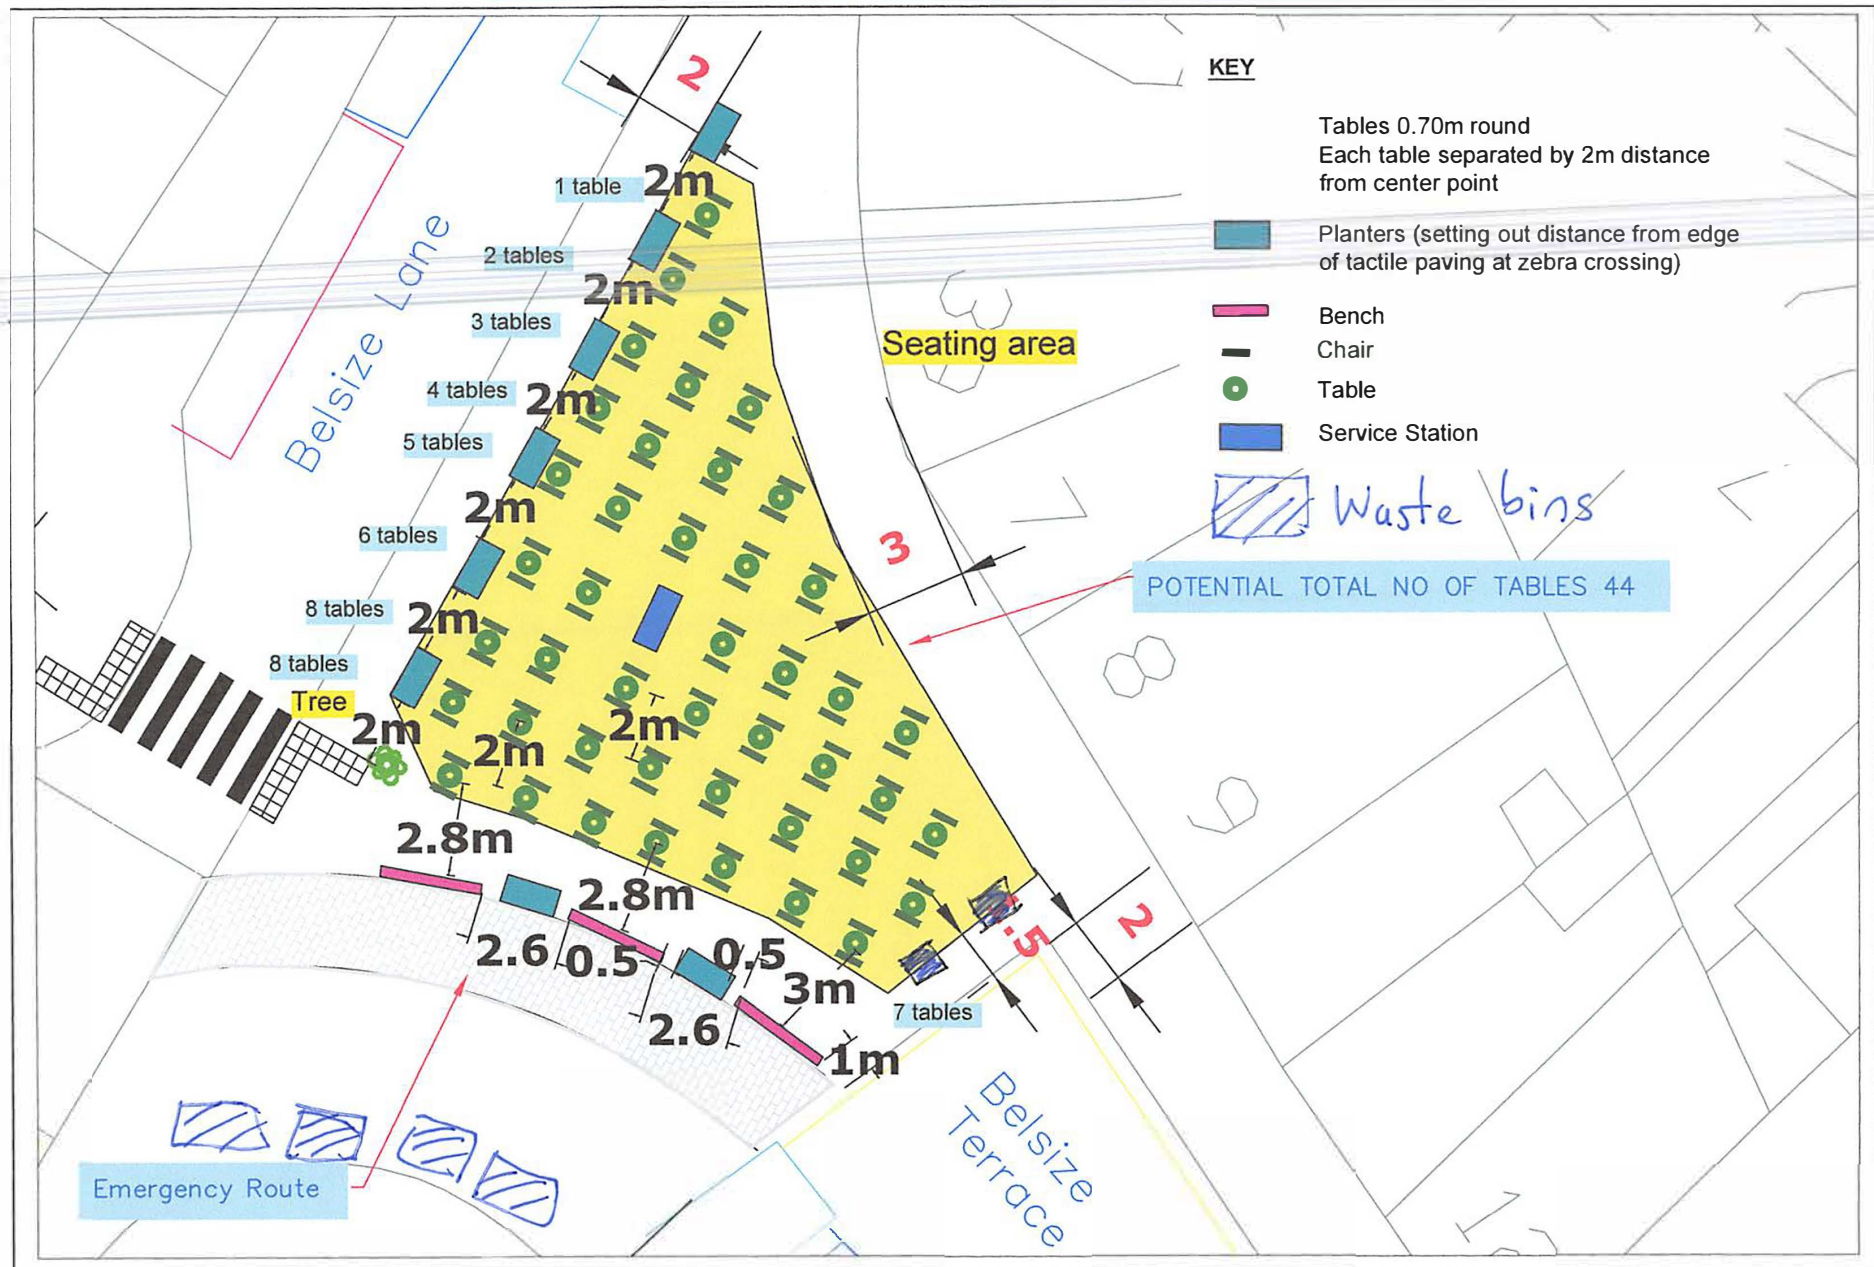 2
KEY
Tables 0.70m round
Each table separated by 2m distance
from center point
1 table
2m
Planters (setting out distance from edge
of tactile paving at zebra crossing)
2 tables
2m
Belsize Lane
3 tables
Bench
Seating area
Chair
4 tables
2m
Table
5 tables
Service Station
2m
Waste bins
6 tables
3
POTENTIAL TOTAL NO OF TABLES 44
8 tables
2m
8 tables
Tree
2m
2m
2m
8
9
2.8m
2.8m
.5
2
2.6
0.5
0.5
3m
7 tables
2.6
1m
Belsize
Terrace
Emergency Route